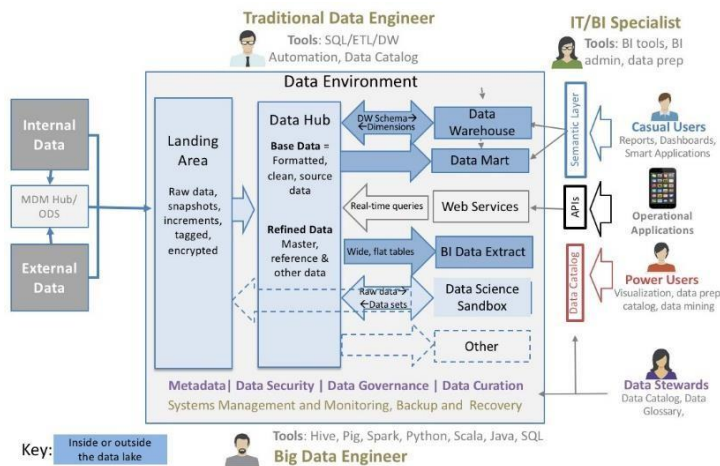 Traditional Data Engineer
Tools: SQL/ETL/DW
Automation, Data Catalog
IT/BI Specialist
Tools: BI tools, BI
admin, data prep
Data Environment
Internal
Data
MDM Hub/
ODS
External
Data
Landing
Area
Raw data,
snapshots,
increments,
tagged,
encrypted
Data Hub
Base Data =
Formatted,
clean, source
data
Refined Data
Master,
reference &
other data
DW Schema→
←Dimensions
Real-time queries
Wide, flat tables
Raw data→
←Data sets
Data
Warehouse
Data Mart
Web Services
BI Data Extract
Data Science
Sandbox
Other
Semantic Layer
APIs
Data Catalog
Casual Users
Reports, Dashboards,
Smart Applications
Operational
Applications
Power Users
Visualization, data prep
catalog, data mining
Data Stewards
Data Catalog, Data
Glossary,
Metadata| Data Security | Data Governance | Data Curation
Systems Management and Monitoring, Backup and Recovery
Key:
Inside or outside
the data lake
Tools: Hive, Pig, Spark, Python, Scala, Java, SQL
Big Data Engineer